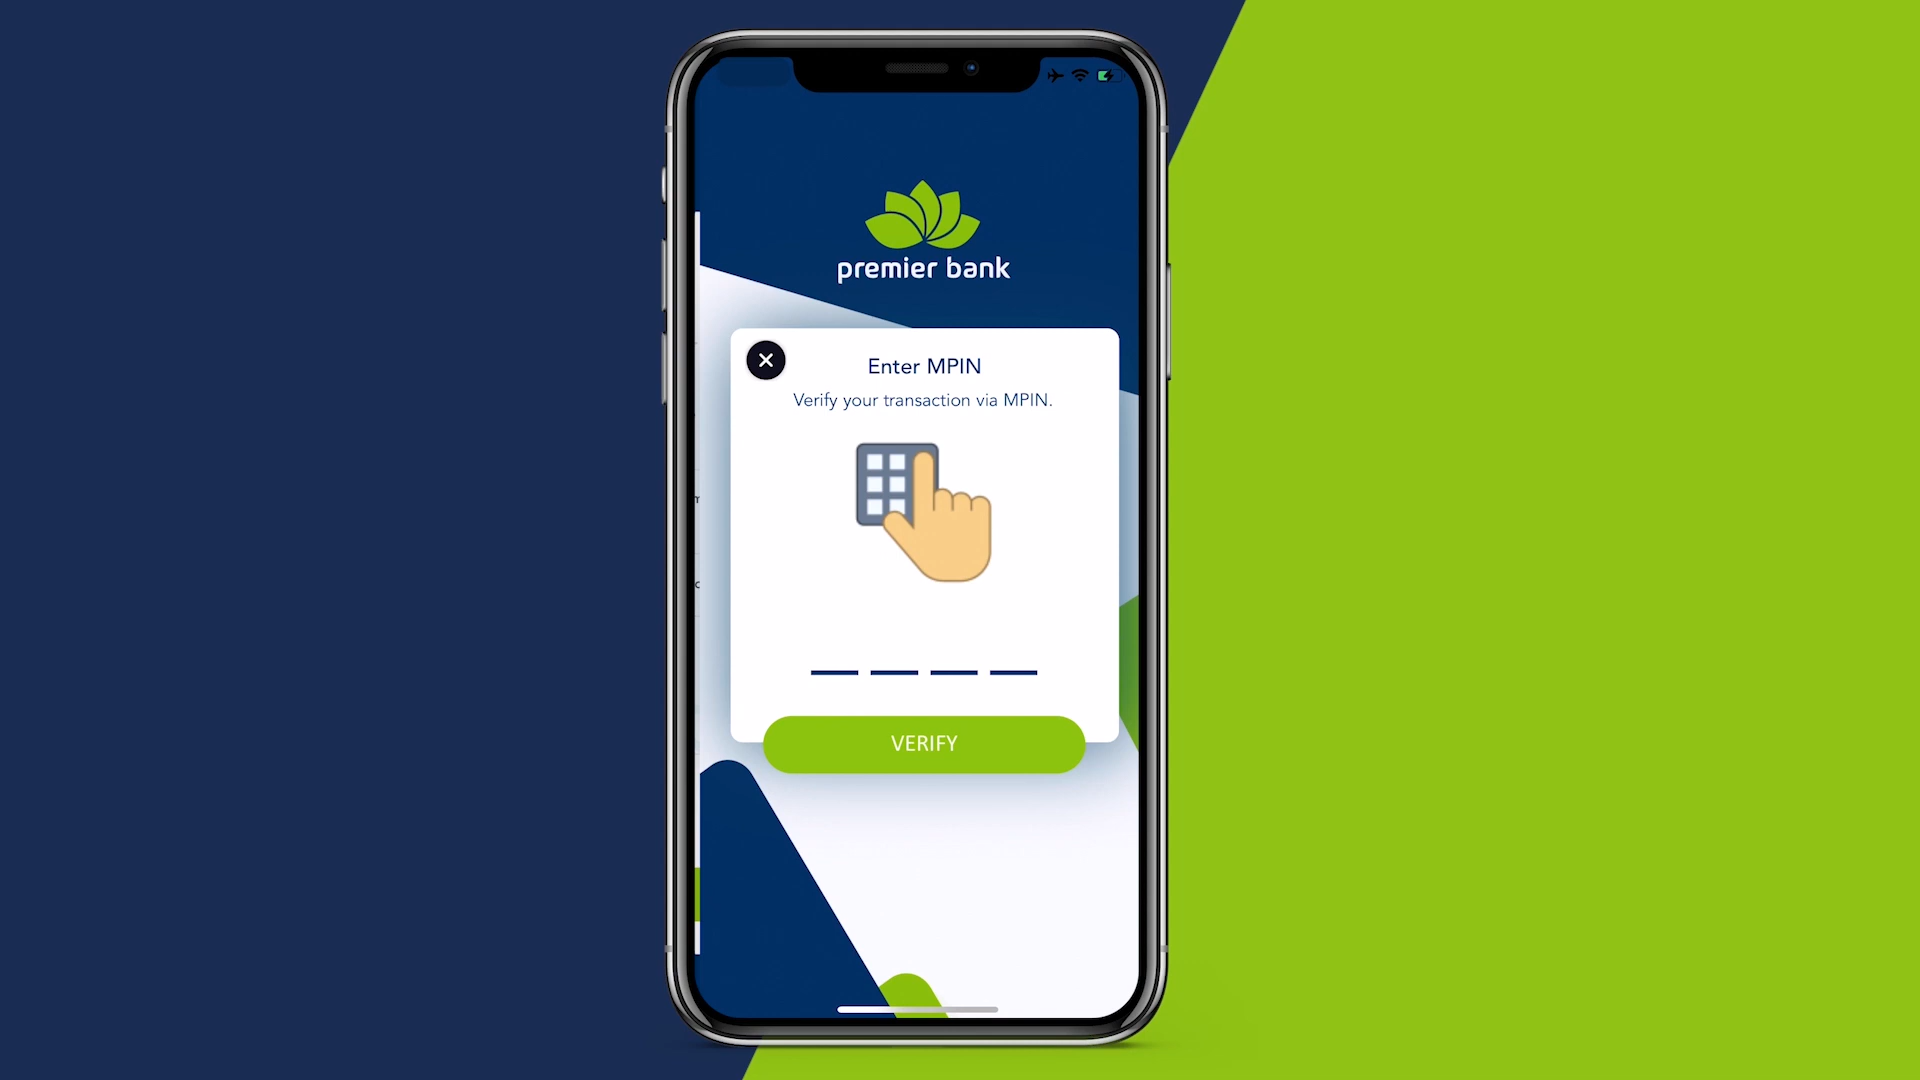 premier bank
Enter MPIN
Verify your transaction via MPIN.
VERIFY